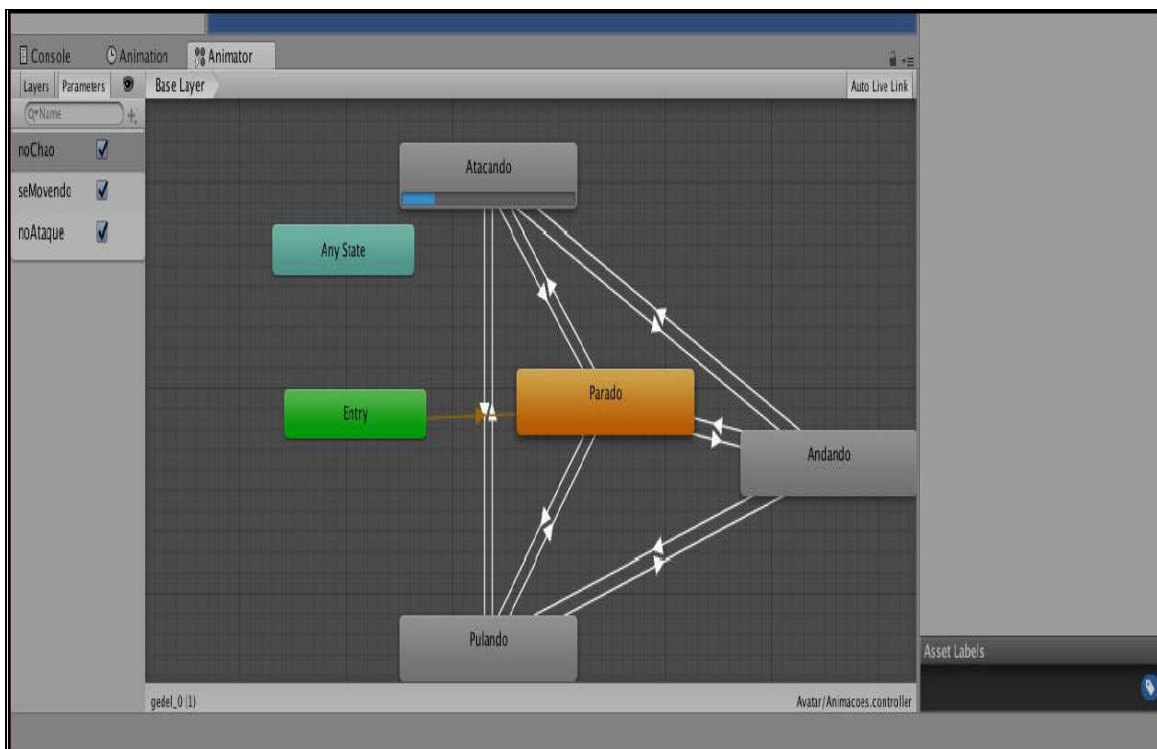 Console
Animation
Animator
Layers
Parameters
Base Layer
Auto Live Link
Name
noChao
seMovendo
noAtaque
Atacando
Any State
Parado
Entry
Andando
Pulando
Asset Labels
gedel_0 (1)
Avatar/Animacoes.controller